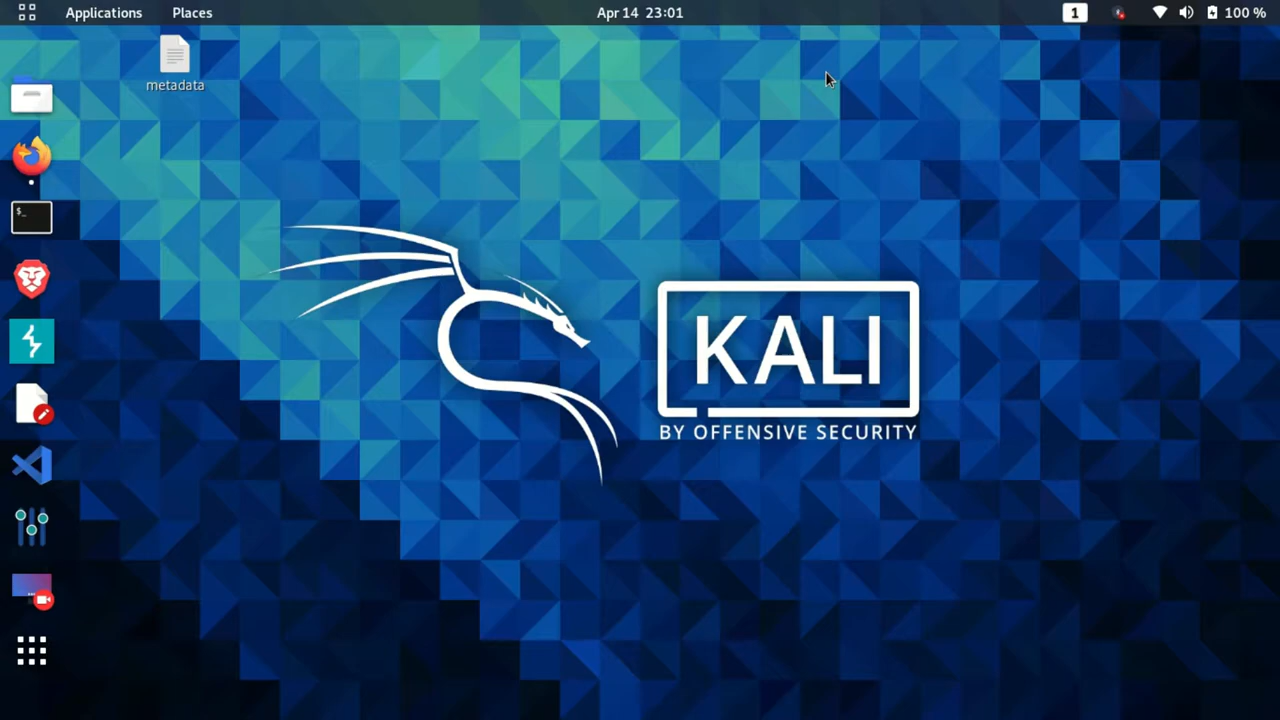 Applications Places Apr 14 23:01 1 100 %
metadata
$_
KALI
BY OFFENSIVE SECURITY